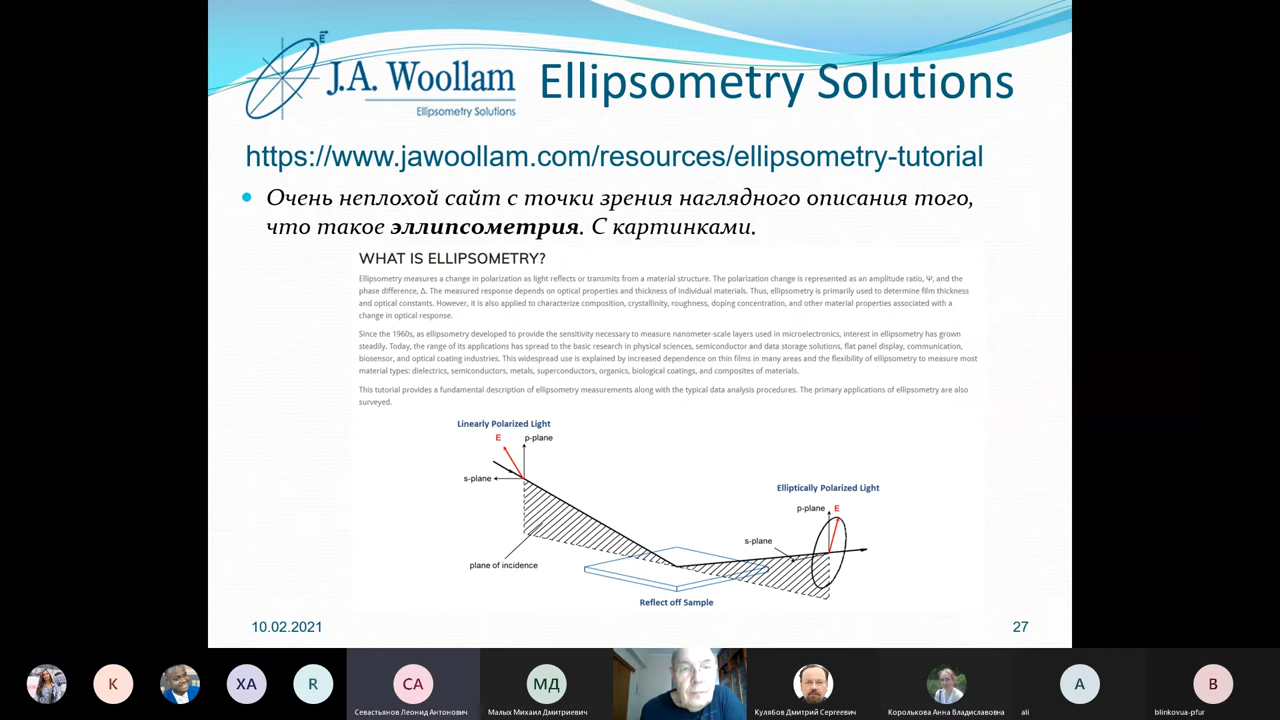 E
J.A. Woollam
Ellipsometry Solutions
Ellipsometry Solutions
https://www.jawoollam.com/resources/ellipsometry-tutorial
Очень неплохой сайт с точки зрения наглядного описания того,
что такое эллипсометрия. С картинками.
WHAT IS ELLIPSOMETRY?
Ellipsometry measures a change in polarization as light reflects or transmits from a material structure. The polarization change is represented as an amplitude ratio, Ψ, and the
phase difference, Δ. The measured response depends on optical properties and thickness of individual materials. Thus, ellipsometry is primarily used to determine film thickness
and optical constants. However, it is also applied to characterize composition, crystallinity, roughness, doping concentration, and other material properties associated with a
change in optical response.
Since the 1960s, as ellipsometry developed to provide the sensitivity necessary to measure nanometer-scale layers used in microelectronics, interest in ellipsometry has grown
steadily. Today, the range of its applications has spread to the basic research in physical sciences, semiconductor and data storage solutions, flat panel display, communication,
biosensor, and optical coating industries. This widespread use is explained by increased dependence on thin films in many areas and the flexibility of ellipsometry to measure most
material types: dielectrics, semiconductors, metals, superconductors, organics, biological coatings, and composites of materials.
This tutorial provides a fundamental description of ellipsometry measurements along with the typical data analysis procedures. The primary applications of ellipsometry are also
surveyed.
Linearly Polarized Light
E
p-plane
s-plane
plane of incidence
Reflect off Sample
Elliptically Polarized Light
p-plane
E
s-plane
10.02.2021
27
K
XA
R
CA
Севастьянов Леонид Антонович
МД
Малых Михаил Дмитриевич
Кулябов Дмитрий Сергеевич
Королькова Анна Владиславовна
A
ali
B
blinkovua-pfur